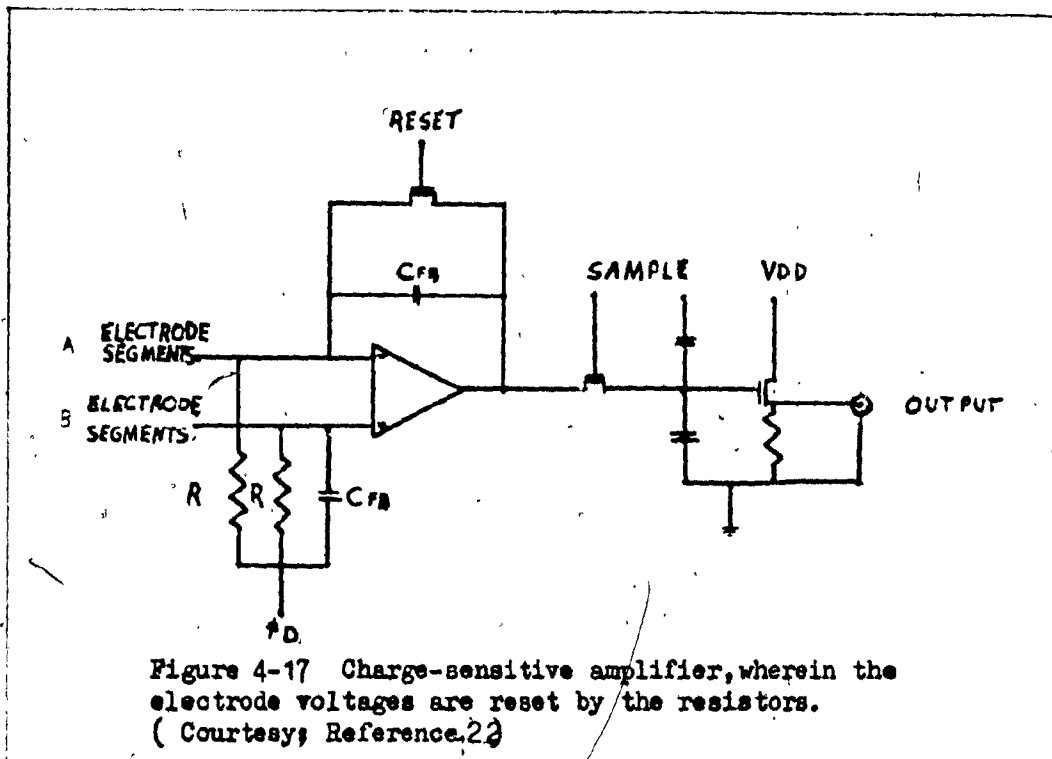 RESET
CFB
SAMPLE
VDD
A ELECTRODE
SEGMENTS.
B ELECTRODE
SEGMENTS.
OUTPUT
R
R
CFB
Figure 4-17 Charge-sensitive amplifier, wherein the
electrode voltages are reset by the resistors.
( Courtesy; Reference 22)